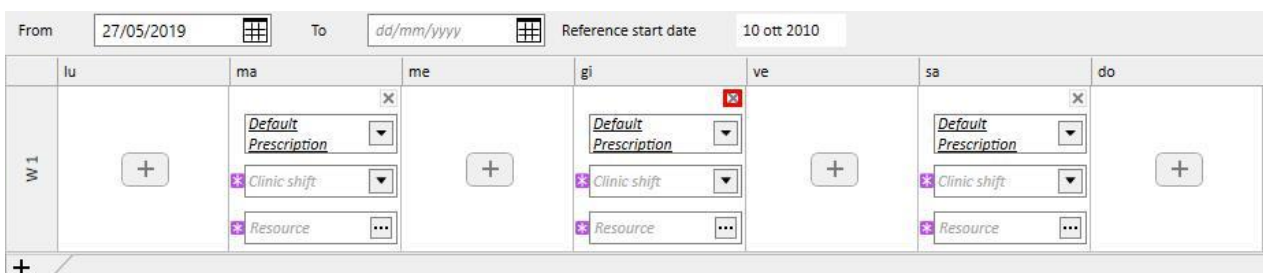 From 27/05/2019 To dd/mm/yyyy Reference start date 10 ott 2010
lu ma me gi ve sa do
W 1
Default
Prescription
Clinic shift
Resource
Default
Prescription
Clinic shift
Resource
Default
Prescription
Clinic shift
Resource